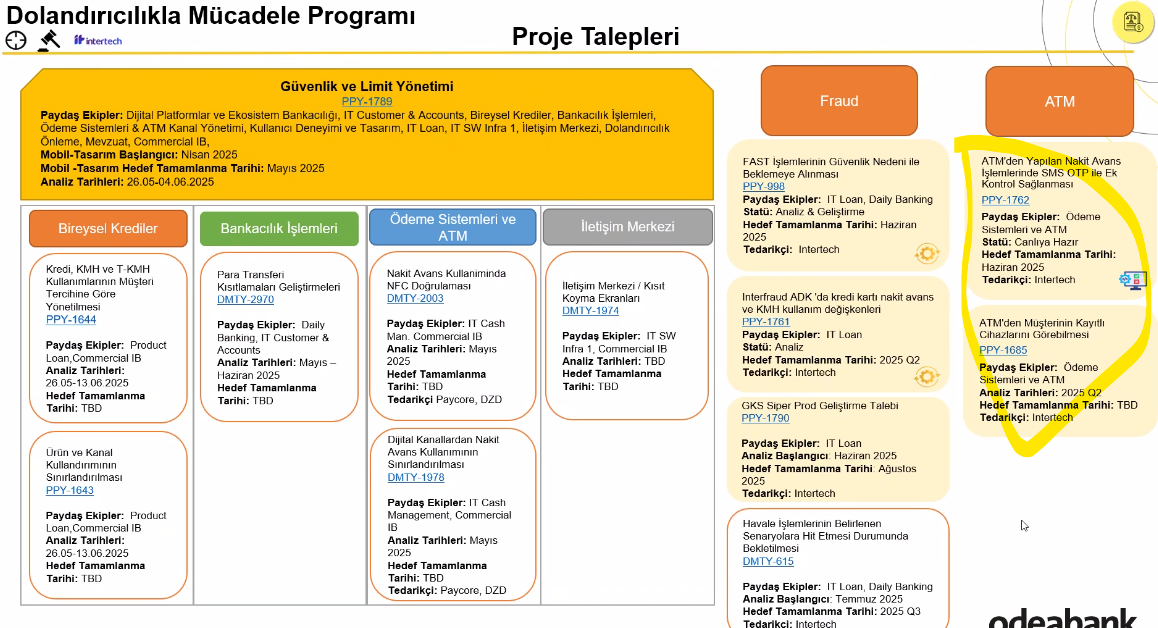 Dolandırıcılıkla Mücadele Programı
intertech
Proje Talepleri
Güvenlik ve Limit Yönetimi
PPY-1789
Paydaş Ekipler: Dijital Platformlar ve Ekosistem Bankacılığı, IT Customer & Accounts, Bireysel Krediler, Bankacılık İşlemleri,
Ödeme Sistemleri & ATM Kanal Yönetimi, Kullanıcı Deneyimi ve Tasarım, IT Loan, IT SW Infra 1, İletişim Merkezi, Dolandırıcılık
Önleme, Mevzuat, Commercial IB,
Mobil-Tasarım Başlangıcı: Nisan 2025
Mobil -Tasarım Hedef Tamamlanma Tarihi: Mayıs 2025
Analiz Tarihleri: 26.05-04.06.2025
Bireysel Krediler
Kredi, KMH ve T-KMH
Kullanımlarının Müşteri
Tercihine Göre
Yönetilmesi
PPY-1644
Paydaş Ekipler: Product
Loan,Commercial IB
Analiz Tarihleri:
26.05-13.06.2025
Hedef Tamamlanma
Tarihi: TBD
Ürün ve Kanal
Kullandırımının
Sınırlandırılması
PPY-1643
Paydaş Ekipler: Product
Loan,Commercial IB
Analiz Tarihleri:
26.05-13.06.2025
Hedef Tamamlanma
Tarihi: TBD
Bankacılık İşlemleri
Para Transferi
Kısıtlamaları Geliştirmeleri
DMTY-2970
Paydaş Ekipler: Daily
Banking, IT Customer &
Accounts
Analiz Tarihleri: Mayıs –
Haziran 2025
Hedef Tamamlanma
Tarihi: TBD
Ödeme Sistemleri ve
ATM
Nakit Avans Kullanıminda
NFC Doğrulaması
DMTY-2003
Paydaş Ekipler: IT Cash
Man. Commercial IB
Analiz Tarihleri: Mayıs
2025
Hedef Tamamlanma
Tarihi: TBD
Tedarikçi Paycore, DZD
Dijital Kanallardan Nakit
Avans Kullanımının
Sınırlandırılması
DMTY-1978
Paydaş Ekipler: IT Cash
Management, Commercial
IB
Analiz Tarihleri: Mayıs
2025
Hedef Tamamlanma
Tarihi: TBD
Tedarikçi: Paycore, DZD
İletişim Merkezi
İletişim Merkezi / Kısıt
Koyma Ekranları
DMTY-1974
Paydaş Ekipler: IT SW
Infra 1, Commercial IB
Analiz Tarihleri: TBD
Hedef Tamamlanma
Tarihi: TBD
Fraud
FAST İşlemlerinin Güvenlik Nedeni ile
Beklemeye Alınması
PPY-998
Paydaş Ekipler: IT Loan, Daily Banking
Statü: Analiz & Geliştirme
Hedef Tamamlanma Tarihi: Haziran
2025
Tedarikçi: Intertech
Interfraud ADK 'da kredi kartı nakit avans
ve KMH kullanım değişkenleri
PPY-1761
Paydaş Ekipler: IT Loan
Statü: Analiz
Hedef Tamamlanma Tarihi: 2025 Q2
Tedarikçi: Intertech
GKS Siper Prod Geliştirme Talebi
PPY-1790
Paydaş Ekipler: IT Loan
Analiz Başlangıcı: Haziran 2025
Hedef Tamamlanma Tarihi: Ağustos
2025
Tedarikçi: Intertech
Havale İşlemlerinin Belirlenen
Senaryolara Hit Etmesi Durumunda
Bekletilmesi
DMTY-615
Paydaş Ekipler: IT Loan, Daily Banking
Analiz Başlangıcı: Temmuz 2025
Hedef Tamamlanma Tarihi: 2025 Q3
Tedarikçi: Intertech
ATM
ATM'den Yapılan Nakit Avans
İşlemlerinde SMS OTP ile Ek
Kontrol Sağlanması
PPY-1762
Paydaş Ekipler: Ödeme
Sistemleri ve ATM
Statü: Canlıya Hazır
Hedef Tamamlanma Tarihi:
Haziran 2025
Tedarikçi: Intertech
ATM'den Müşterinin Kayıtlı
Cihazlarını Görebilmesi
PPY-1685
Paydaş Ekipler: Ödeme
Sistemleri ve ATM
Analiz Tarihleri: 2025 Q2
Hedef Tamamlanma Tarihi: TBD
Tedarikçi: Intertech
odeabank